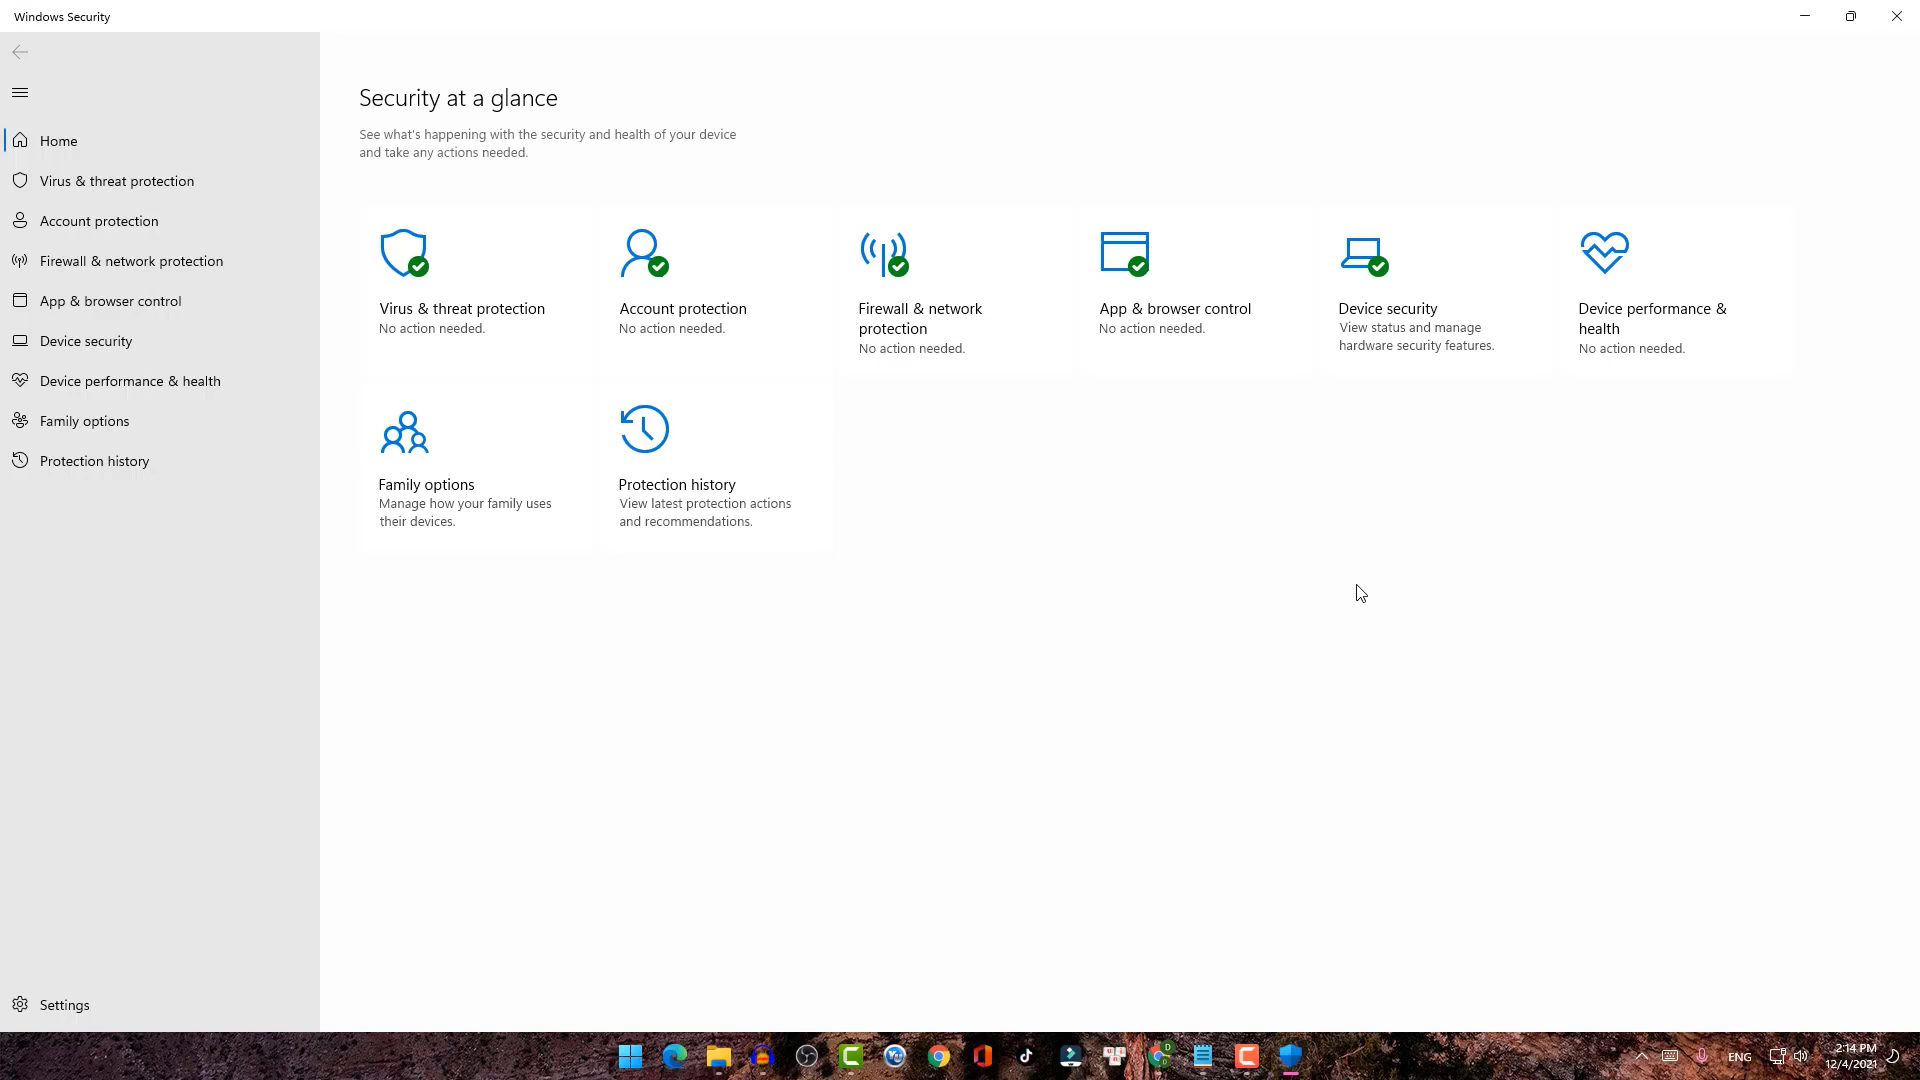 Windows Security
Home
Virus & threat protection
Account protection
Firewall & network protection
App & browser control
Device security
Device performance & health
Family options
Protection history
Settings
Security at a glance
See what's happening with the security and health of your device
and take any actions needed.
Virus & threat protection
No action needed.
Account protection
No action needed.
Firewall & network
protection
No action needed.
App & browser control
No action needed.
Device security
View status and manage
hardware security features.
Device performance &
health
No action needed.
Family options
Manage how your family uses
their devices.
Protection history
View latest protection actions
and recommendations.
ENG
2:14 PM
12/4/2021